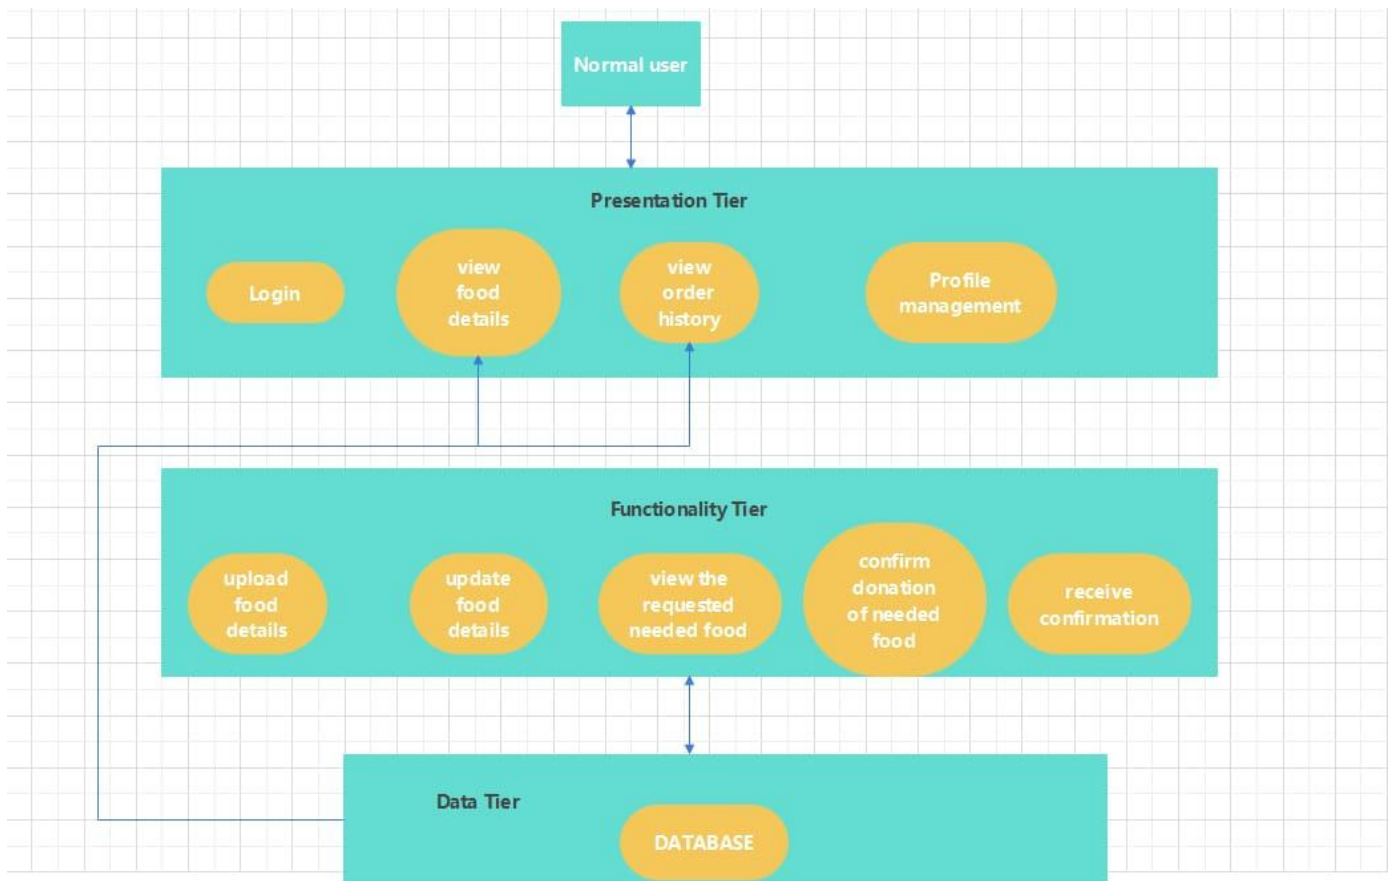 Normal user
Presentation Tier
Login
view
food
details
view
order
history
Profile
management
Functionality Tier
upload
food
details
update
food
details
view the
requested
needed food
confirm
donation
of needed
food
receive
confirmation
Data Tier
DATABASE